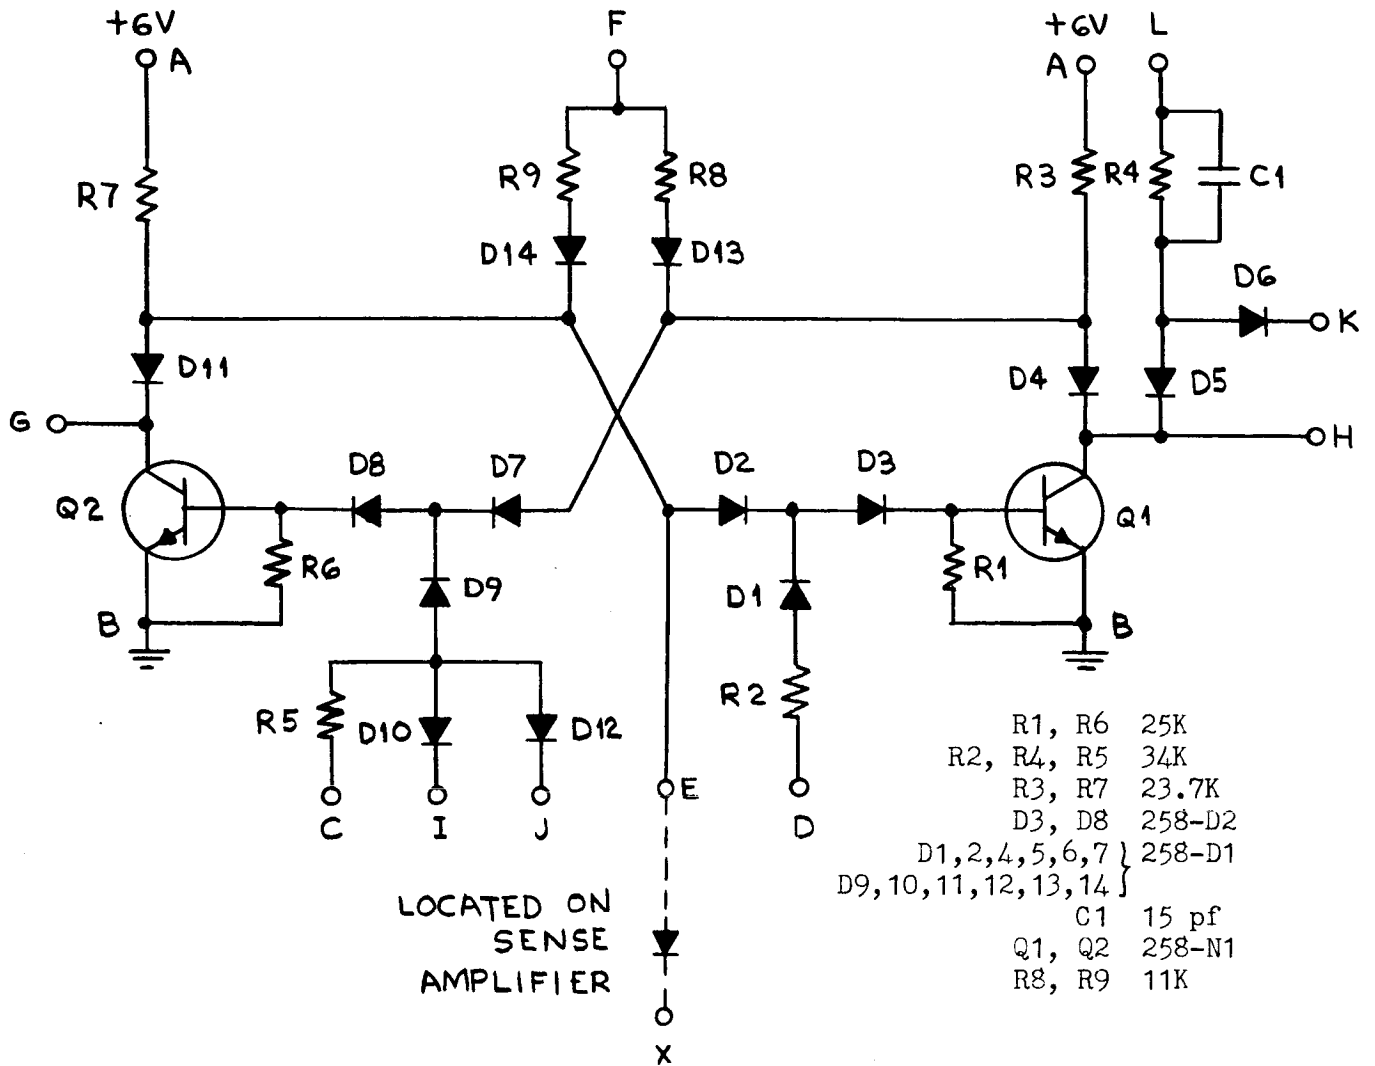 +6V
F
+6V L
A
A
R9
R8
R3
R4
C1
R7
D14
D13
D6
K
D11
D4
D5
G
H
D8
D7
D2
D3
Q2
Q1
R6
D9
D1
R1
B
B
R2
R5
D10
D12
E
C
I
J
D
R1, R6 25K
R2, R4, R5 34K
R3, R7 23.7K
D3, D8 258-D2
D1,2,4,5,6,7 } 258-D1
D9,10,11,12,13,14
C1 15 pf
Q1, Q2 258-N1
R8, R9 11K
LOCATED ON
SENSE
AMPLIFIER
X